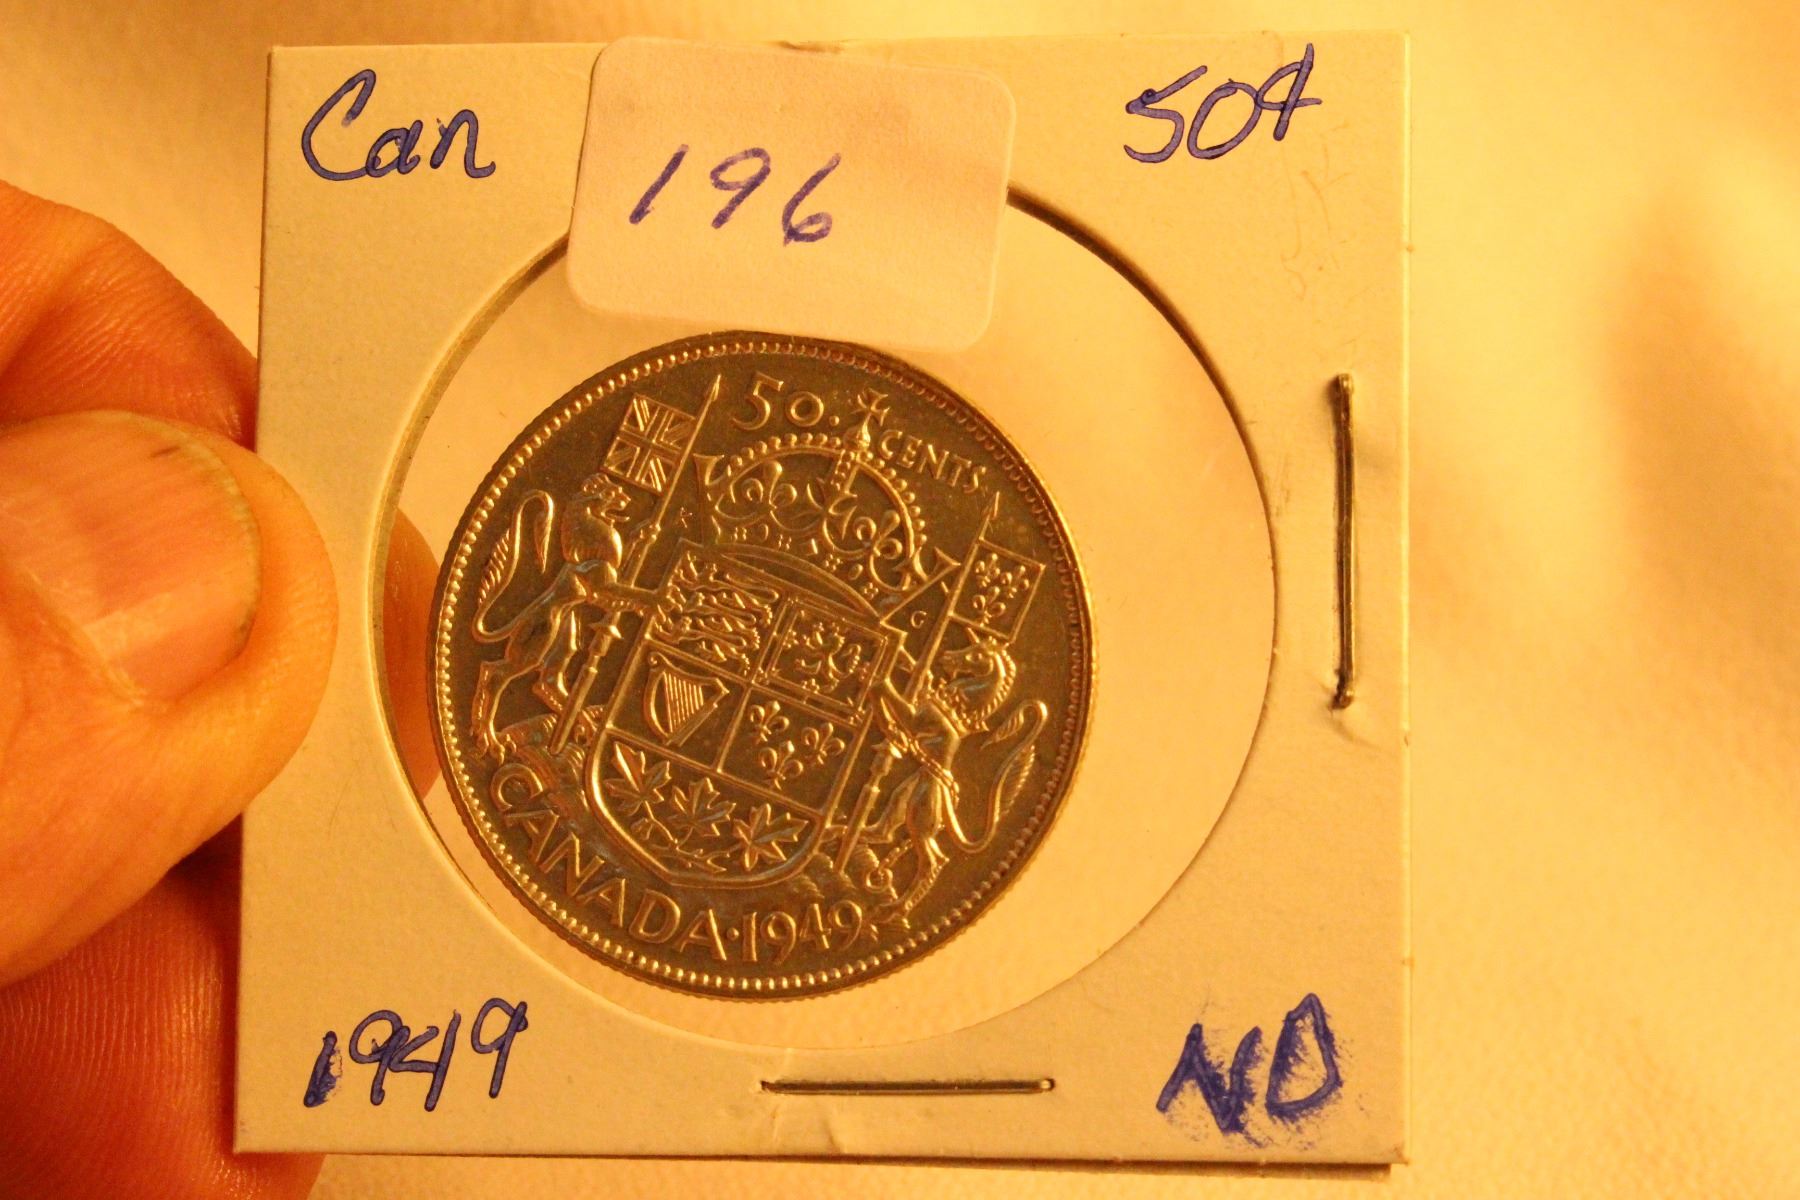 Can
196
50¢
50. CENTS
K G
CANADA·1949
1949
ND